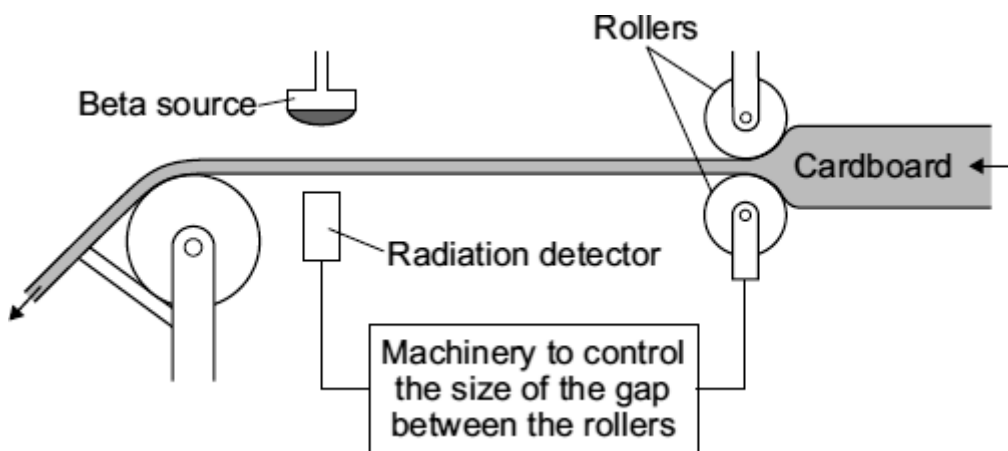 Rollers
Beta source
Cardboard
Radiation detector
Machinery to control
the size of the gap
between the rollers